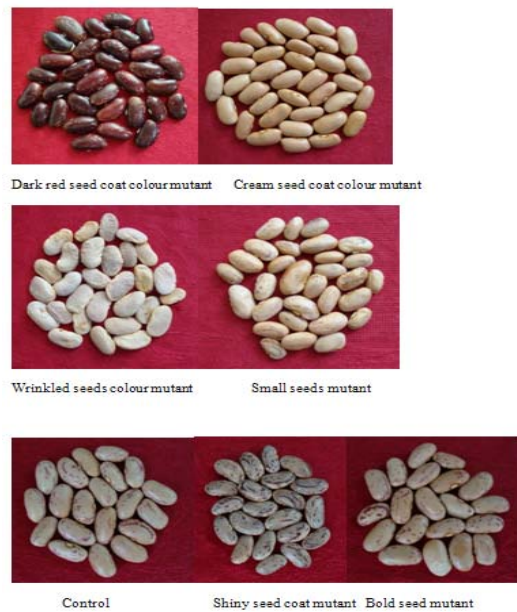 Dark red seed coat colour mutant
Cream seed coat colour mutant
Wrinkled seeds colour mutant
Small seeds mutant
Control
Shiny seed coat mutant
Bold seed mutant